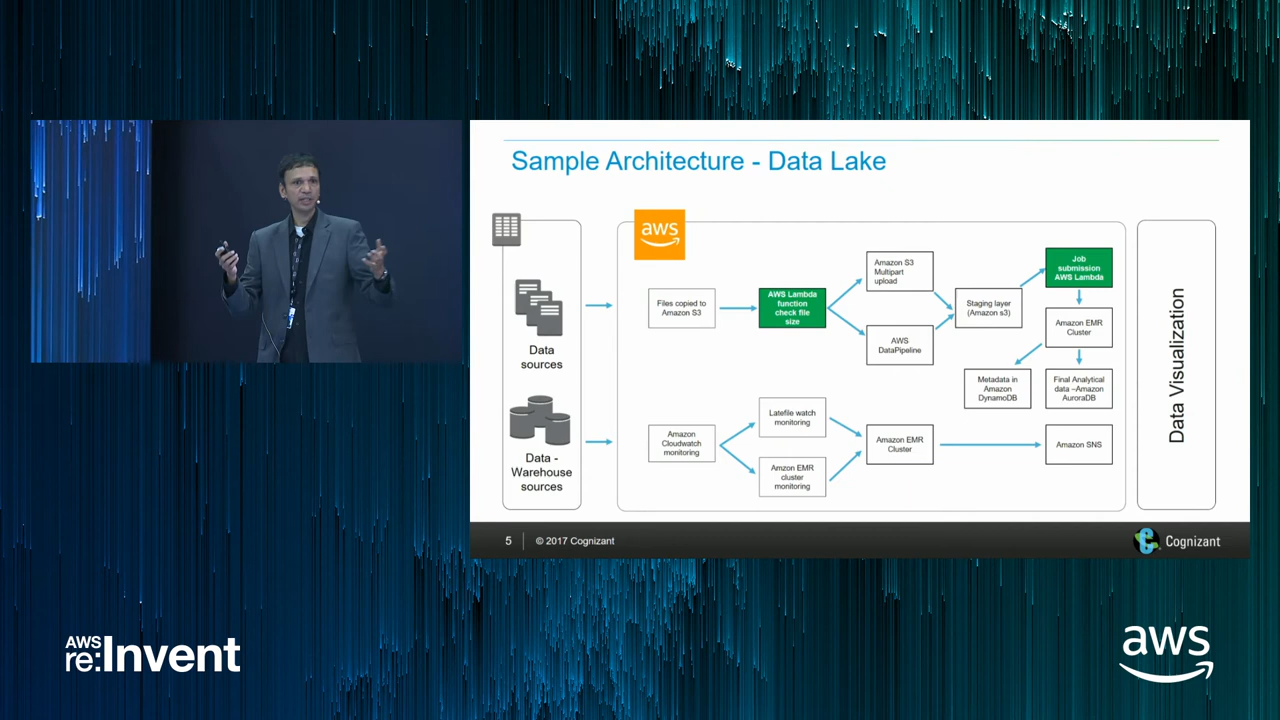 Sample Architecture - Data Lake
aws
Data
sources
Data -
Warehouse
sources
Files copied to
Amazon S3
AWS Lambda
function
check file
size
Amazon S3
Multipart
upload
AWS
DataPipeline
Staging layer
(Amazon s3)
Job
submission
AWS Lambda
Amazon EMR
Cluster
Metadata in
Amazon
DynamoDB
Final Analytical
data –Amazon
AuroraDB
Amazon
Cloudwatch
monitoring
Latefile watch
monitoring
Amzon EMR
cluster
monitoring
Amazon EMR
Cluster
Amazon SNS
Data Visualization
5
© 2017 Cognizant
Cognizant
AWS
re:Invent
aws